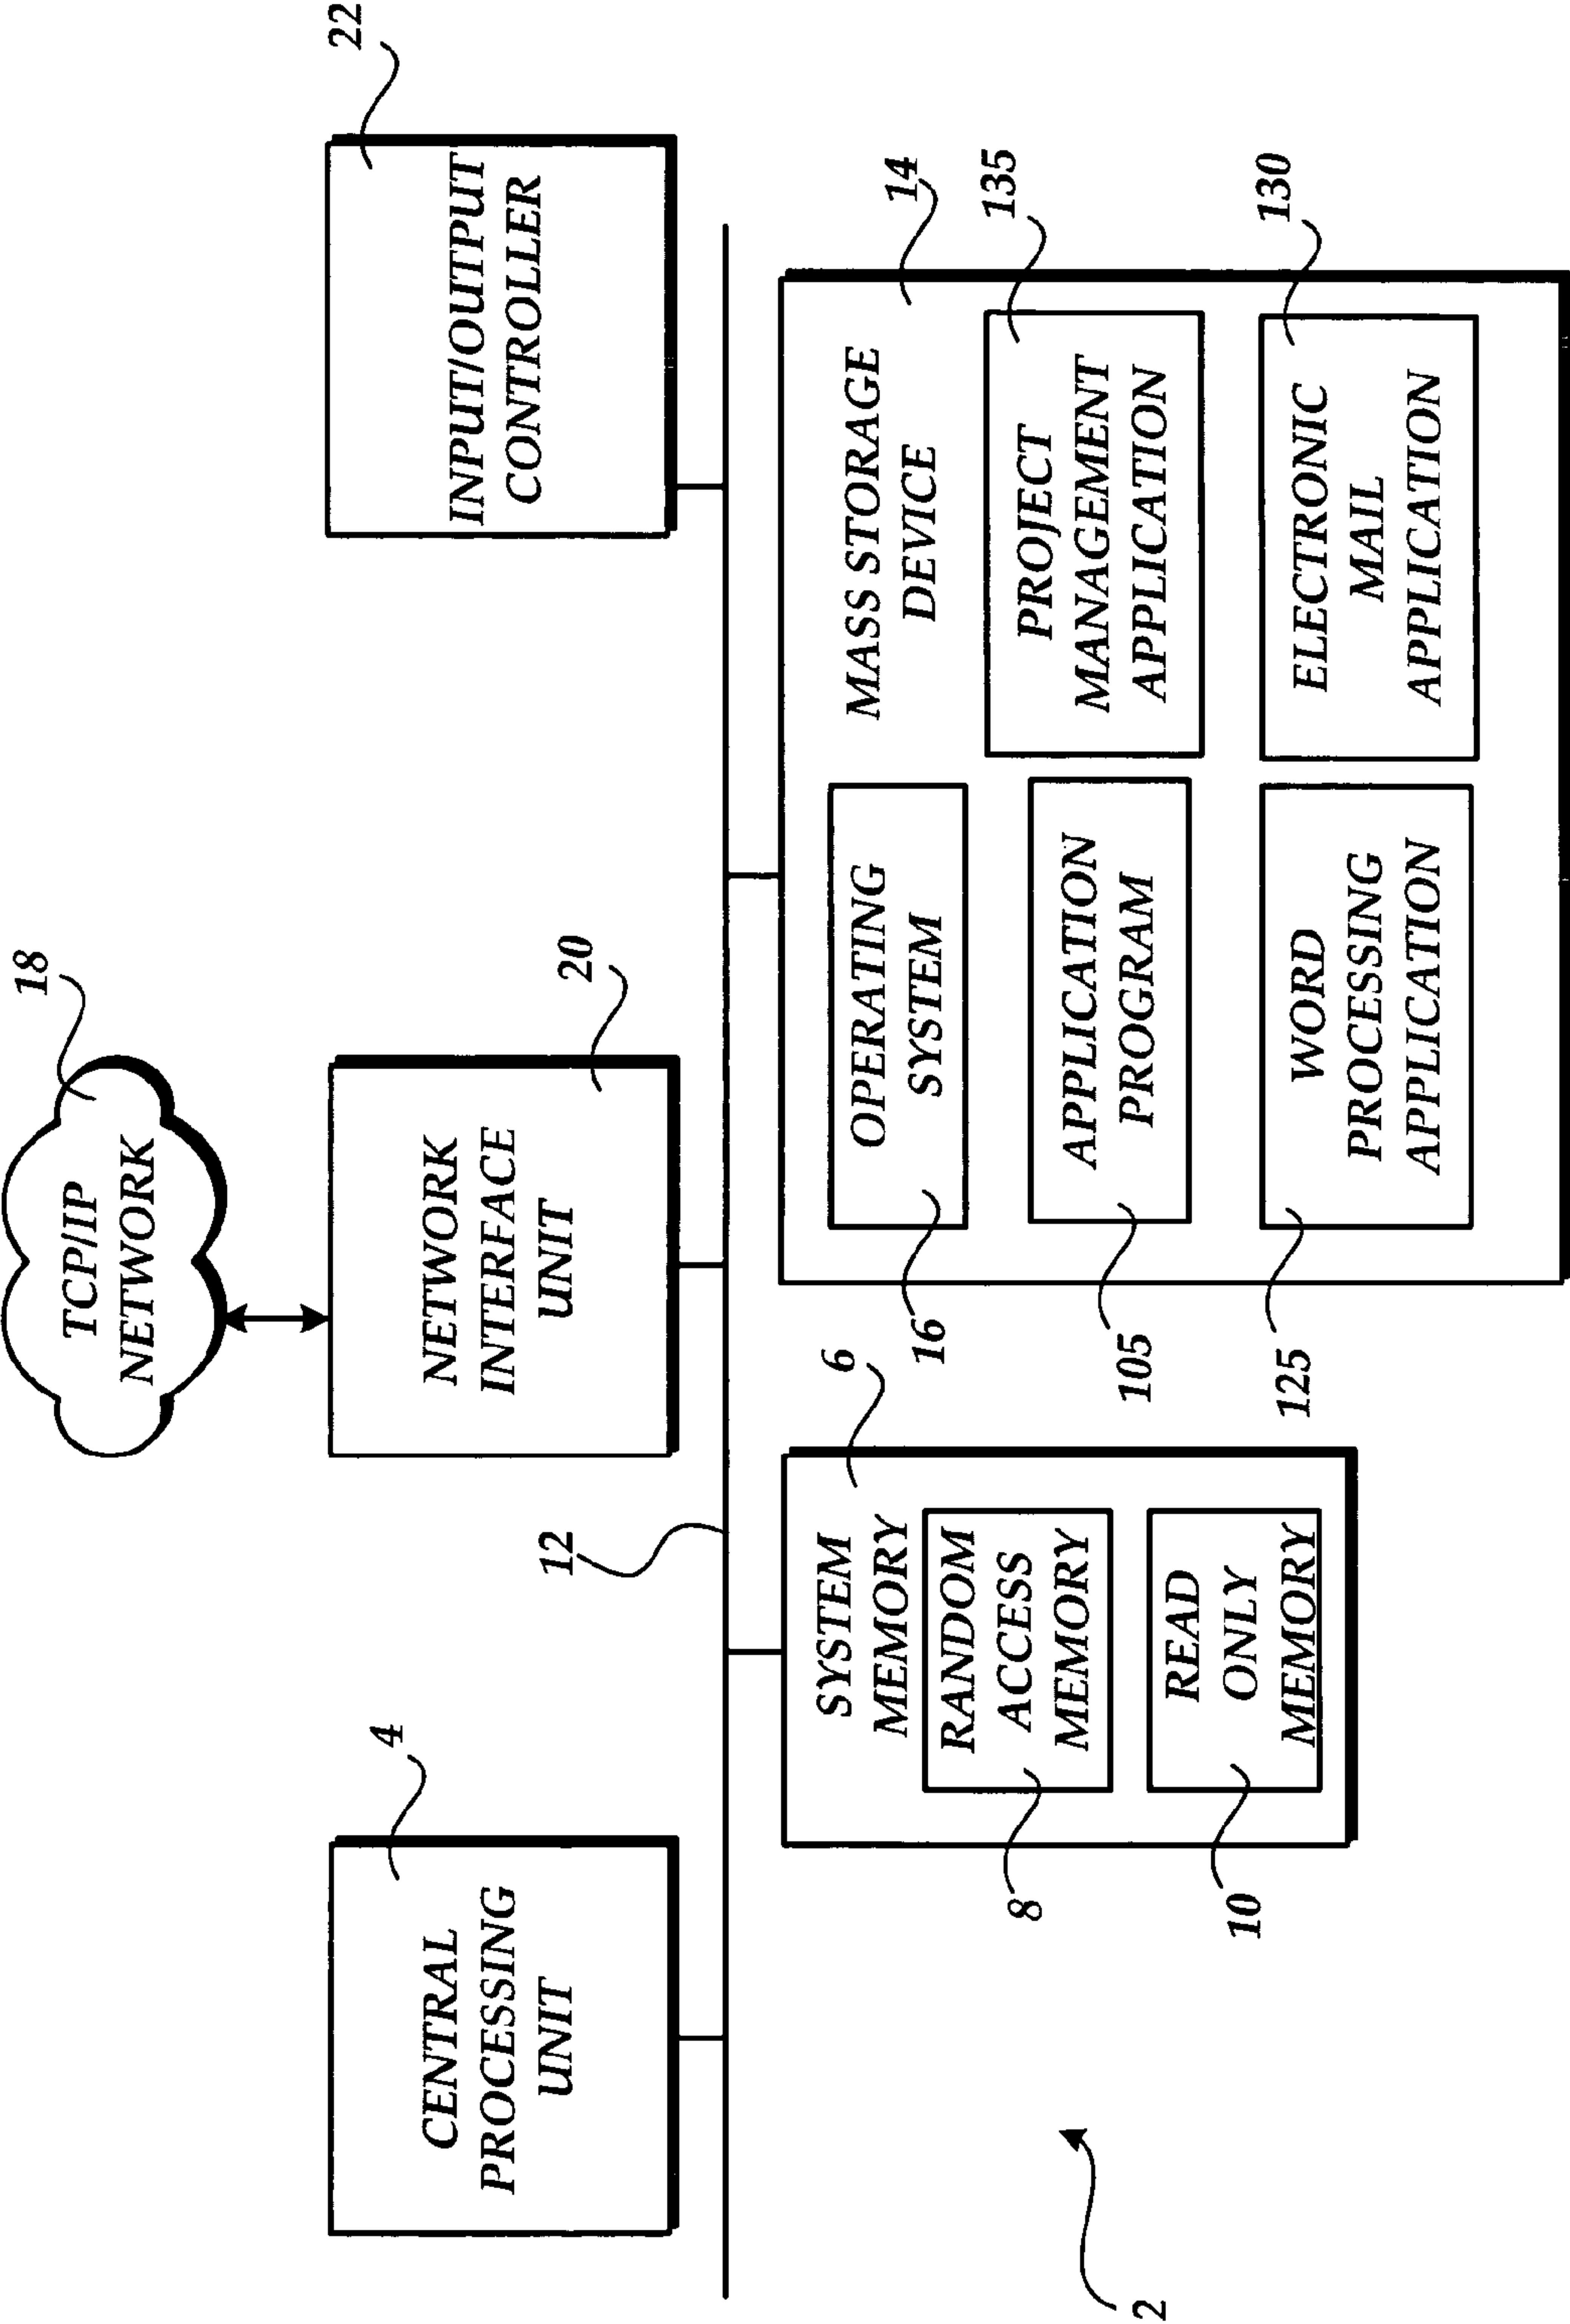 18
TCP/IP
NETWORK
4
CENTRAL
PROCESSING
UNIT
20
NETWORK
INTERFACE
UNIT
22
INPUT/OUTPUT
CONTROLLER
12
6
SYSTEM
MEMORY
8
RANDOM
ACCESS
MEMORY
10
READ
ONLY
MEMORY
14
MASS STORAGE
DEVICE
16
OPERATING
SYSTEM
135
PROJECT
MANAGEMENT
APPLICATION
105
APPLICATION
PROGRAM
125
WORD
PROCESSING
APPLICATION
130
ELECTRONIC
MAIL
APPLICATION
2